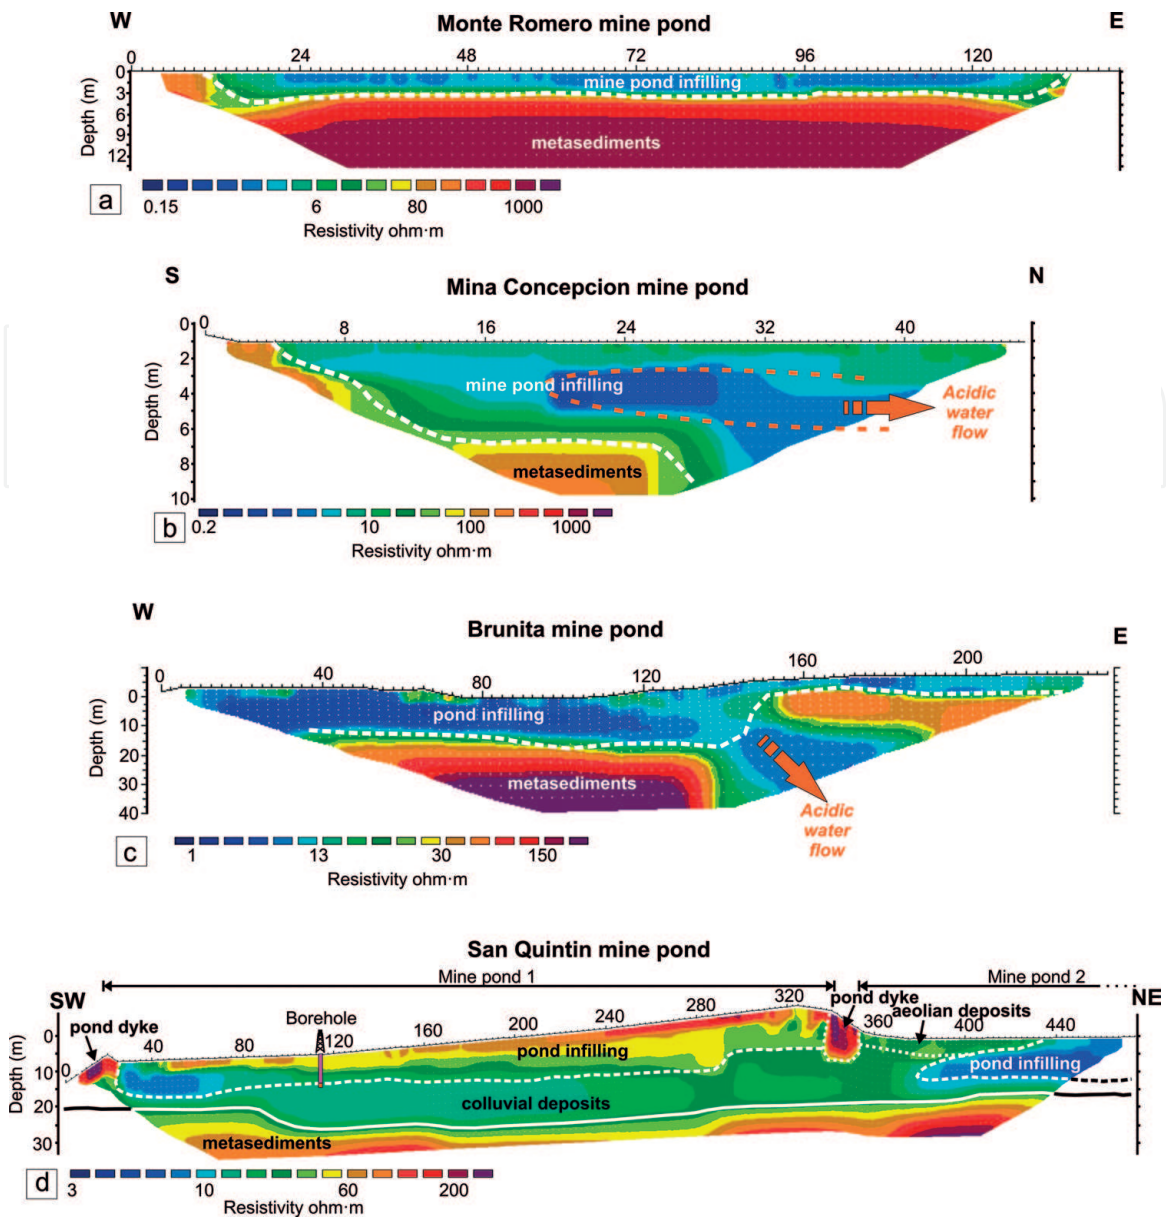 W
Monte Romero mine pond
E
0 24 48 72 96 120
Depth (m)
0
3
6
9
12
mine pond infilling
metasediments
a
0.15 6 80 1000
Resistivity ohm·m
S
Mina Concepcion mine pond
N
0 8 16 24 32 40
Depth (m)
0
2
4
6
8
10
mine pond infilling
Acidic
water
flow
metasediments
b
0.2 10 100 1000
Resistivity ohm·m
W
Brunita mine pond
E
0 40 80 120 160 200
Depth (m)
0
10
20
30
40
pond infilling
metasediments
Acidic
water
flow
c
1 13 30 150
Resistivity ohm·m
San Quintin mine pond
Mine pond 1 Mine pond 2
SW NE
pond dyke Borehole pond dyke aeolian deposits
0 40 80 120 160 200 240 280 320 360 400 440
Depth (m)
0
10
20
30
pond infilling
pond infilling
colluvial deposits
metasediments
d
3 10 60 200
Resistivity ohm·m